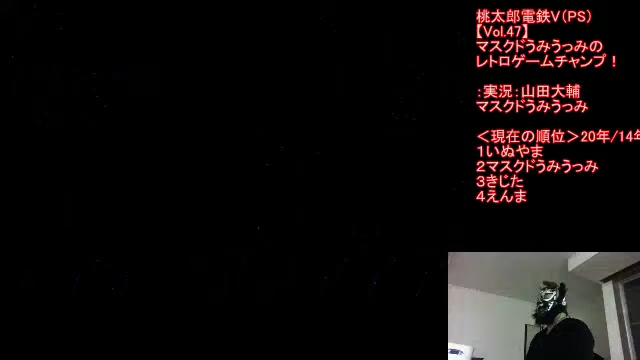 桃太郎電鉄V(PS)
【Vol.47】
マスクドうみうっみの
レトロゲームチャンプ！
：実況：山田大輔
マスクドうみうっみ
＜現在の順位＞20年/14年
1いぬやま
2マスクドうみうっみ
3きじた
4えんま